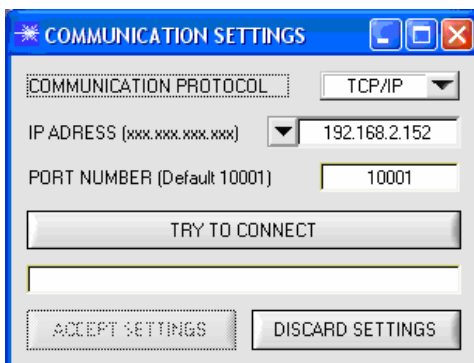 COMMUNICATION SETTINGS
COMMUNICATION PROTOCOL TCP/IP
IP ADRESS (xxx.xxx.xxx.xxx) 192.168.2.152
PORT NUMBER (Default 10001) 10001
TRY TO CONNECT
ACCEPT SETTINGS DISCARD SETTINGS